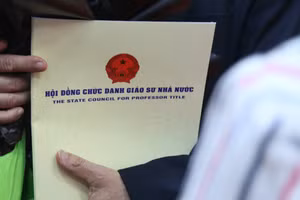 HỘI ĐỒNG CHỨC DANH GIÁO SƯ NHÀ NƯỚC
THE STATE COUNCIL FOR PROFESSOR TITLE